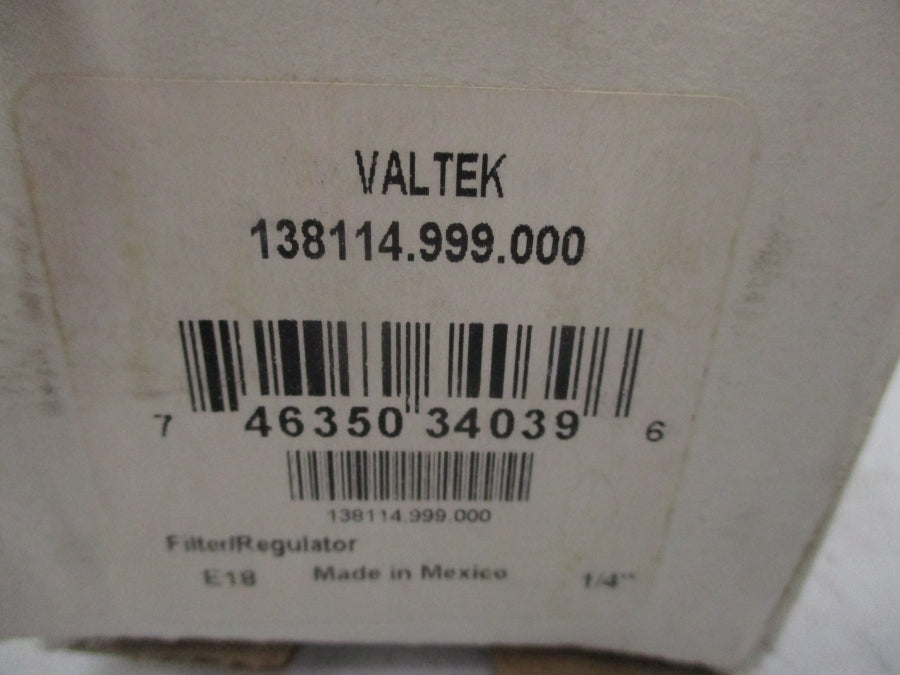 VALTEK
138114.999.000
7 46350 34039 6
138114.999.000
Filter/Regulator
E18 Made in Mexico 1/4"